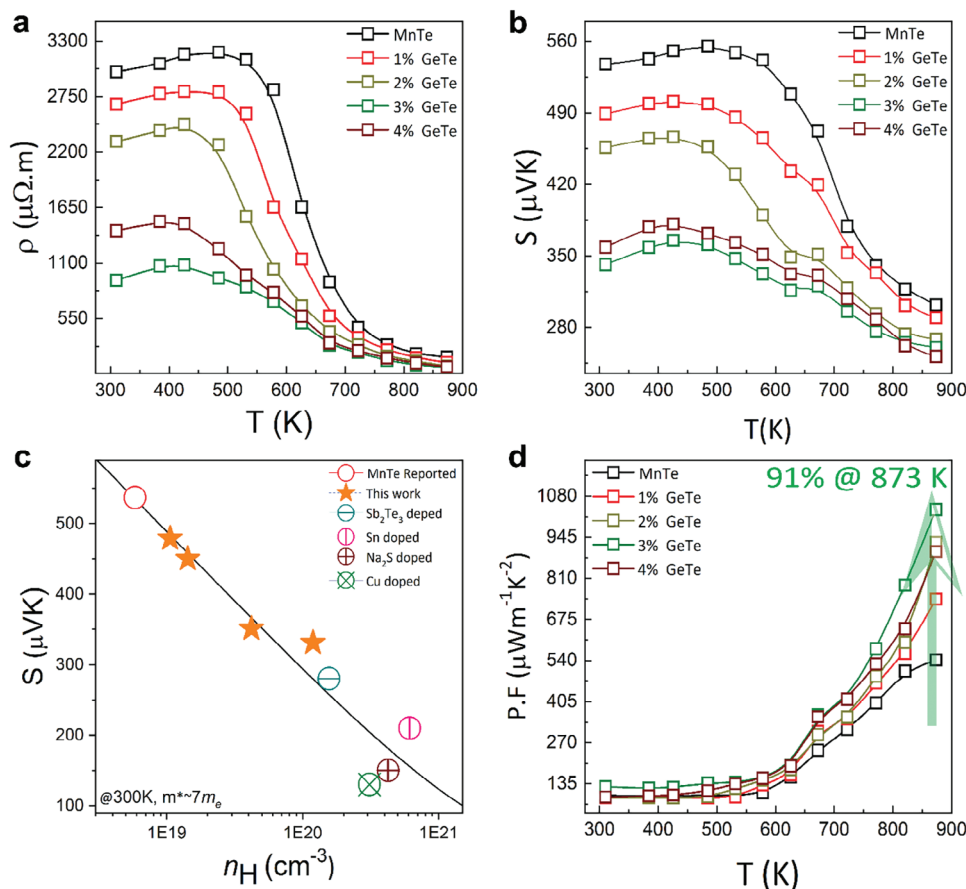 a
3300
2750
2200
1650
1100
550
ρ (μΩ.m)
MnTe
1% GeTe
2% GeTe
3% GeTe
4% GeTe
300 400 500 600 700 800 900
T (K)
b
560
490
420
350
280
S (μVK)
MnTe
1% GeTe
2% GeTe
3% GeTe
4% GeTe
300 400 500 600 700 800 900
T(K)
c
500
400
300
200
100
S (μVK)
MnTe Reported
This work
Sb2Te3 deped
Sn doped
Na2S doped
Cu doped
@300K, m*~7me
1E19 1E20 1E21
nH (cm-3)
d
91% @ 873 K
1080
945
810
675
540
405
270
135
P.F (μWm-1K-2)
MnTe
1% GeTe
2% GeTe
3% GeTe
4% GeTe
300 400 500 600 700 800 900
T (K)